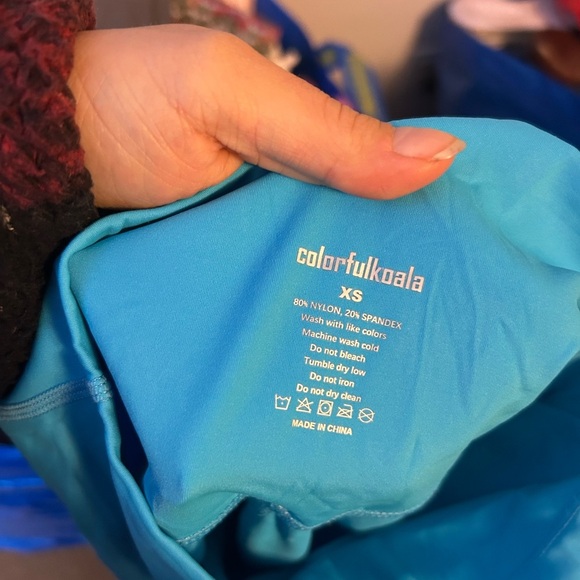 colorfulkoala
XS
80% NYLON, 20% SPANDEX
Wash with like colors
Machine wash cold
Do not bleach
Tumble dry low
Do not iron
Do not dry clean
MADE IN CHINA